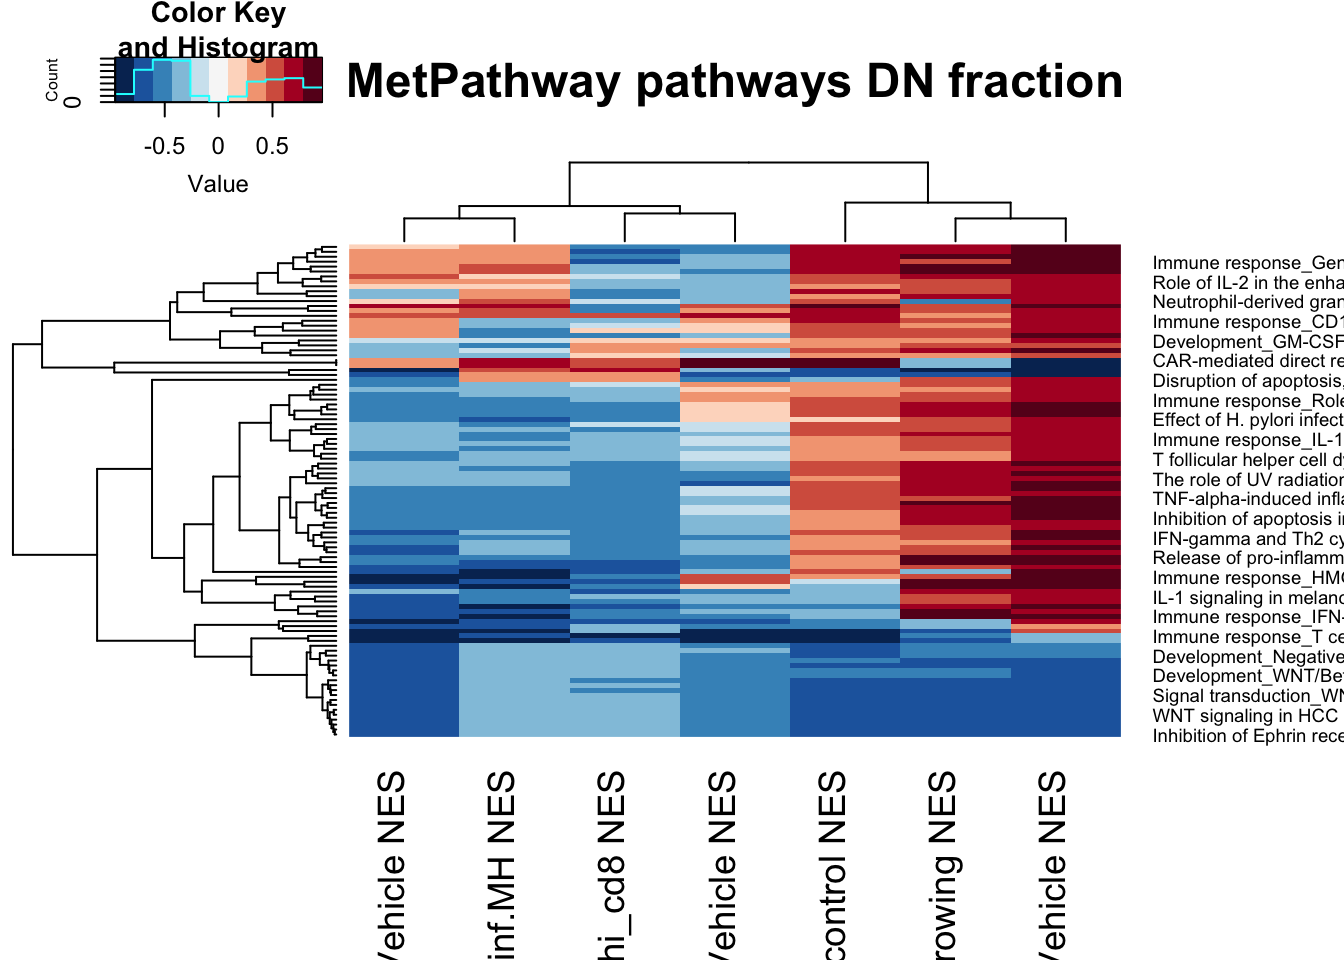 Color Key
and Histogram
Count
0
-0.5 0 0.5
Value
MetPathway pathways DN fraction
Immune response_Ger
Role of IL-2 in the enha
Neutrophil-derived gran
Immune response_CD1
Development_GM-CSF
CAR-mediated direct re
Disruption of apoptosis,
Immune response_Role
Effect of H. pylori infect
Immune response_IL-1
T follicular helper cell dy
The role of UV radiation
TNF-alpha-induced infla
Inhibition of apoptosis in
IFN-gamma and Th2 cy
Release of pro-inflamm
Immune response_HMG
IL-1 signaling in melanc
Immune response_IFN-
Immune response_T ce
Development_Negative
Development_WNT/Bet
Signal transduction_WN
WNT signaling in HCC
Inhibition of Ephrin rece
Vehicle NES
inf.MH NES
hi_cd8 NES
Vehicle NES
control NES
rowing NES
Vehicle NES